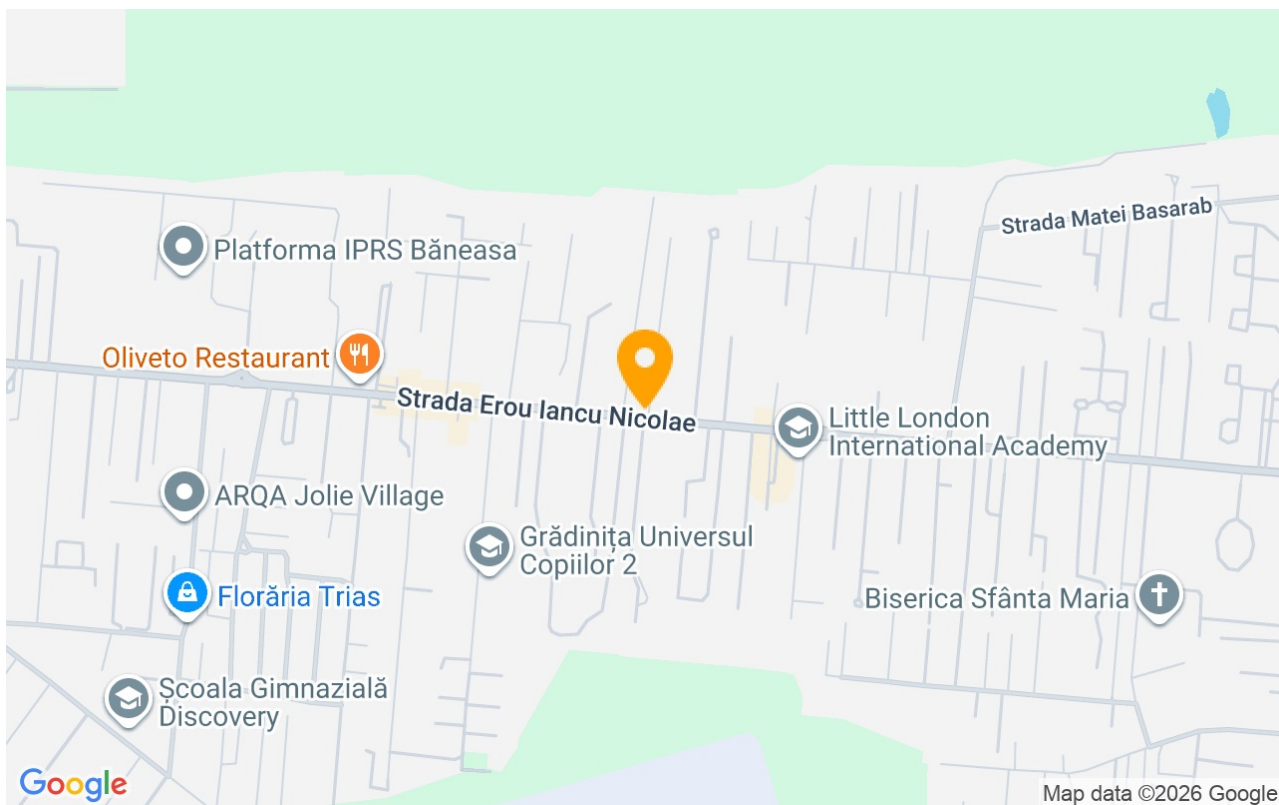 Strada Matei Basarab
Platforma IPRS Băneasa
Oliveto Restaurant
Strada Erou Iancu Nicolae
Little London
International Academy
ARQA Jolie Village
Grădinița Universul
Copiilor 2
Florăria Trias
Biserica Sfânta Maria
Școala Gimnazială
Discovery
Google
Map data ©2026 Google